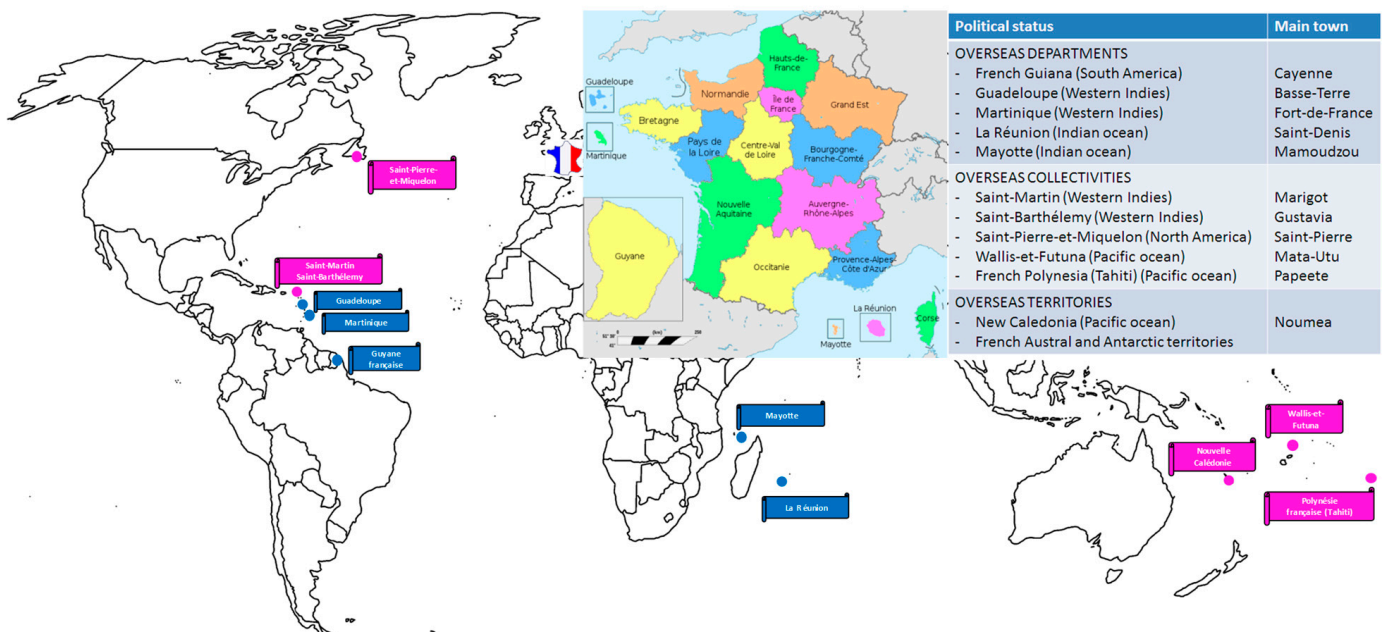 Saint-Pierre-
et-Miquelon
Saint-Martin
Saint-Barthélemy
Guadeloupe
Martinique
Guyane
française
Mayotte
La Réunion
Guadeloupe
Martinique
Hauts-de-
France
Normandie
Île de
France
Grand Est
Bretagne
Pays de
la Loire
Centre-Val
de Loire
Bourgogne-
Franche-Comté
Nouvelle
Aquitaine
Auvergne-
Rhône-Alpes
Guyane
Occitanie
Provence-Alpes-
Côte d'Azur
La Réunion
Corse
Mayotte
0 (km) 200
Political status Main town
OVERSEAS DEPARTMENTS
- French Guiana (South America) Cayenne
- Guadeloupe (Western Indies) Basse-Terre
- Martinique (Western Indies) Fort-de-France
- La Réunion (Indian ocean) Saint-Denis
- Mayotte (Indian ocean) Mamoudzou
OVERSEAS COLLECTIVITIES
- Saint-Martin (Western Indies) Marigot
- Saint-Barthélemy (Western Indies) Gustavia
- Saint-Pierre-et-Miquelon (North America) Saint-Pierre
- Wallis-et-Futuna (Pacific ocean) Mata-Utu
- French Polynesia (Tahiti) (Pacific ocean) Papeete
OVERSEAS TERRITORIES
- New Caledonia (Pacific ocean) Noumea
- French Austral and Antarctic territories
Wallis-et-
Futuna
Nouvelle
Calédonie
Polynésie
française (Tahiti)